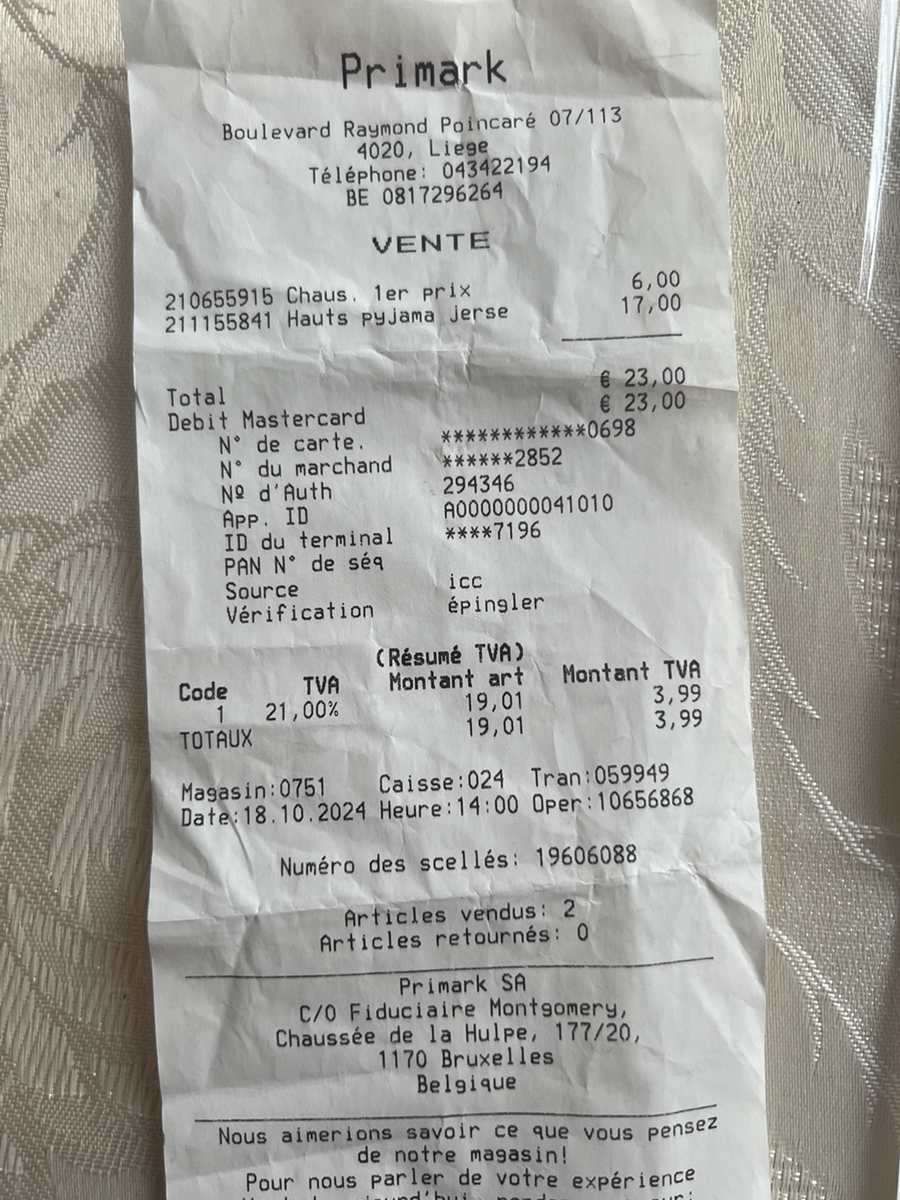 Primark
Boulevard Raymond Poincaré 07/113
4020, Liege
Téléphone: 043422194
BE 0817296264
VENTE
210655915 Chaus. 1er prix 6,00
211155841 Hauts pyjama jerse 17,00
Total € 23,00
Debit Mastercard € 23,00
N° de carte. ************0698
N° du marchand ******2852
Nº d'Auth 294346
App. ID A0000000041010
ID du terminal ****7196
PAN N° de séq
Source icc
Vérification épingler
(Résumé TVA)
Code TVA Montant art Montant TVA
1 21,00% 19,01 3,99
TOTAUX 19,01 3,99
Magasin:0751 Caisse:024 Tran:059949
Date:18.10.2024 Heure:14:00 Oper:10656868
Numéro des scellés: 19606088
Articles vendus: 2
Articles retournés: 0
Primark SA
C/O Fiduciaire Montgomery,
Chaussée de la Hulpe, 177/20,
1170 Bruxelles
Belgique
Nous aimerions savoir ce que vous pensez
de notre magasin!
Pour nous parler de votre expérience